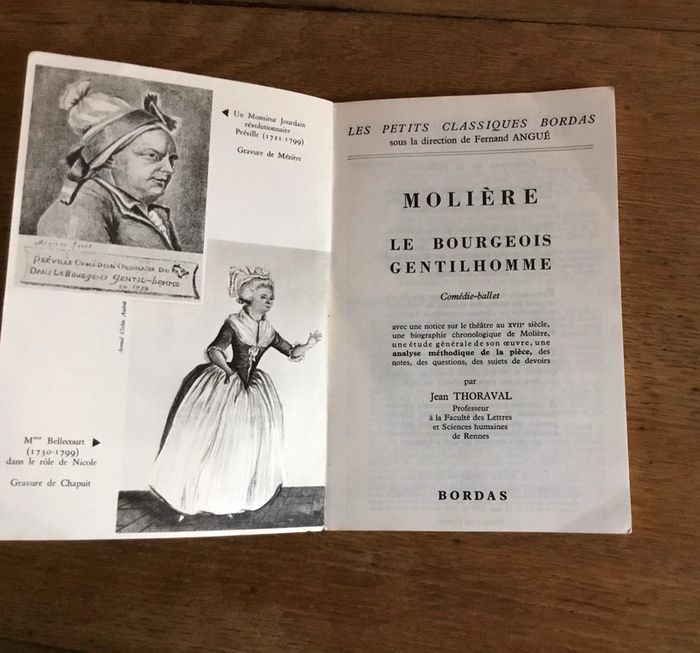 ◀ Un Monsieur Jourdain
révolutionnaire :
Préville (1721-1799)
Gravure de Mézière
PRÉVILLE COMÉDIEN ORDINAIRE DU
DANS LE BOURGEOIS GENTIL-HOMME
Mme Bellecourt ▶
(1730-1799)
dans le rôle de Nicole
Gravure de Chapuit
LES PETITS CLASSIQUES BORDAS
sous la direction de Fernand ANGUÉ
MOLIÈRE
LE BOURGEOIS
GENTILHOMME
Comédie-ballet
avec une notice sur le théâtre au XVIIe siècle,
une biographie chronologique de Molière,
une étude générale de son œuvre, une
analyse méthodique de la pièce, des
notes, des questions, des sujets de devoirs
par
Jean THORAVAL
Professeur
à la Faculté des Lettres
et Sciences humaines
de Rennes
BORDAS